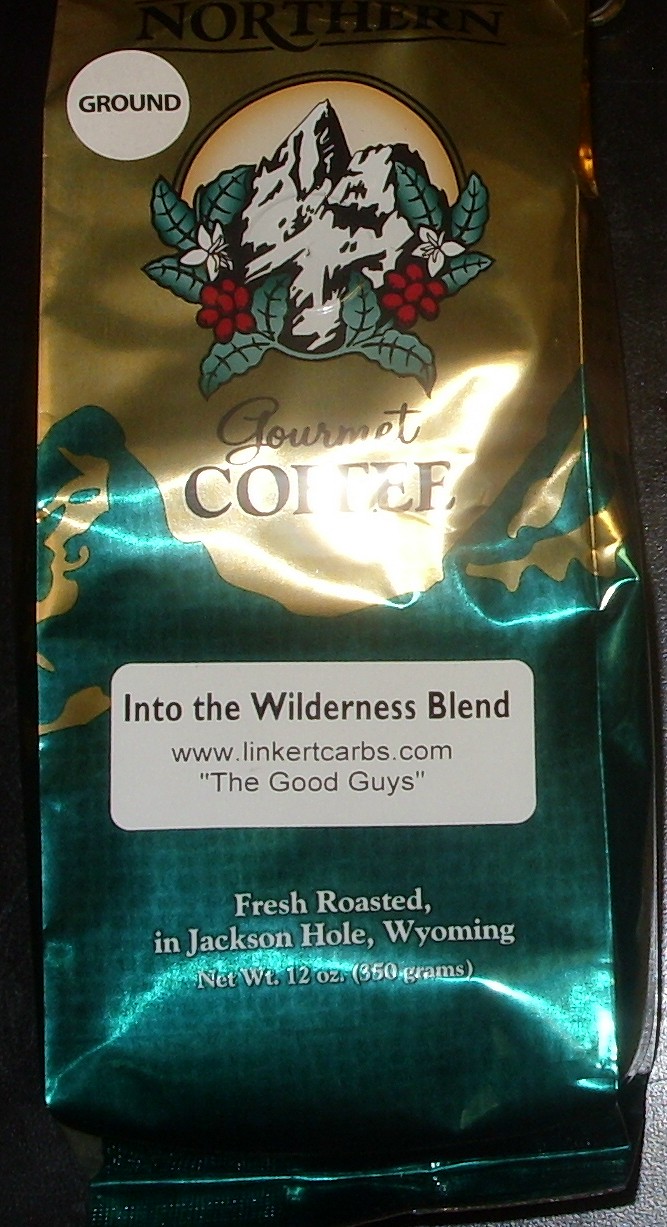 NORTHERN
GROUND
Gourmet
COFFEE
Into the Wilderness Blend
www.linkertcarbs.com
"The Good Guys"
Fresh Roasted,
in Jackson Hole, Wyoming
Net Wt. 12 oz. (350 grams)